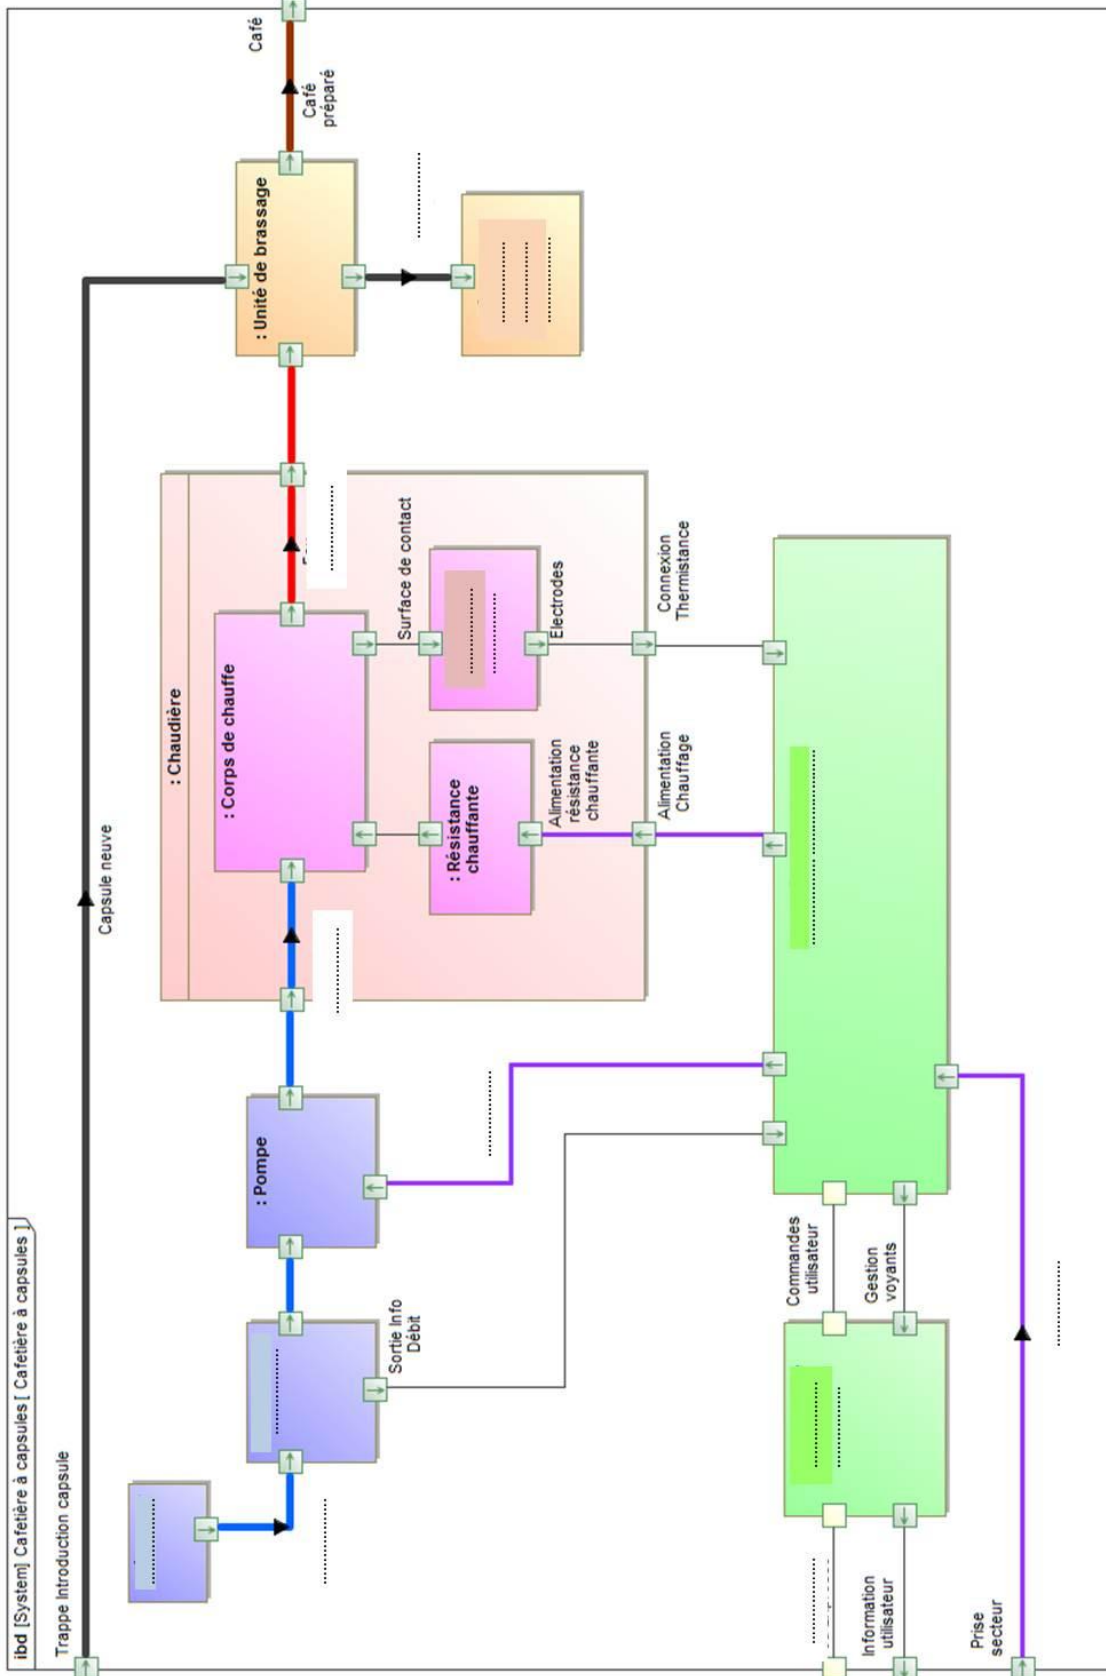 ibd [System] Cafetière à capsules [ Cafetière à capsules ]
Trappe Introduction capsule
Capsule neuve
Café
Café
préparé
: Unité de brassage
: Chaudière
: Corps de chauffe
Surface de contact
Electrodes
: Résistance
chauffante
Alimentation
résistance
chauffante
Connexion
Thermistance
Alimentation
Chauffage
: Pompe
Sortie Info
Débit
Commandes
utilisateur
Gestion
voyants
Information
utilisateur
Prise
secteur